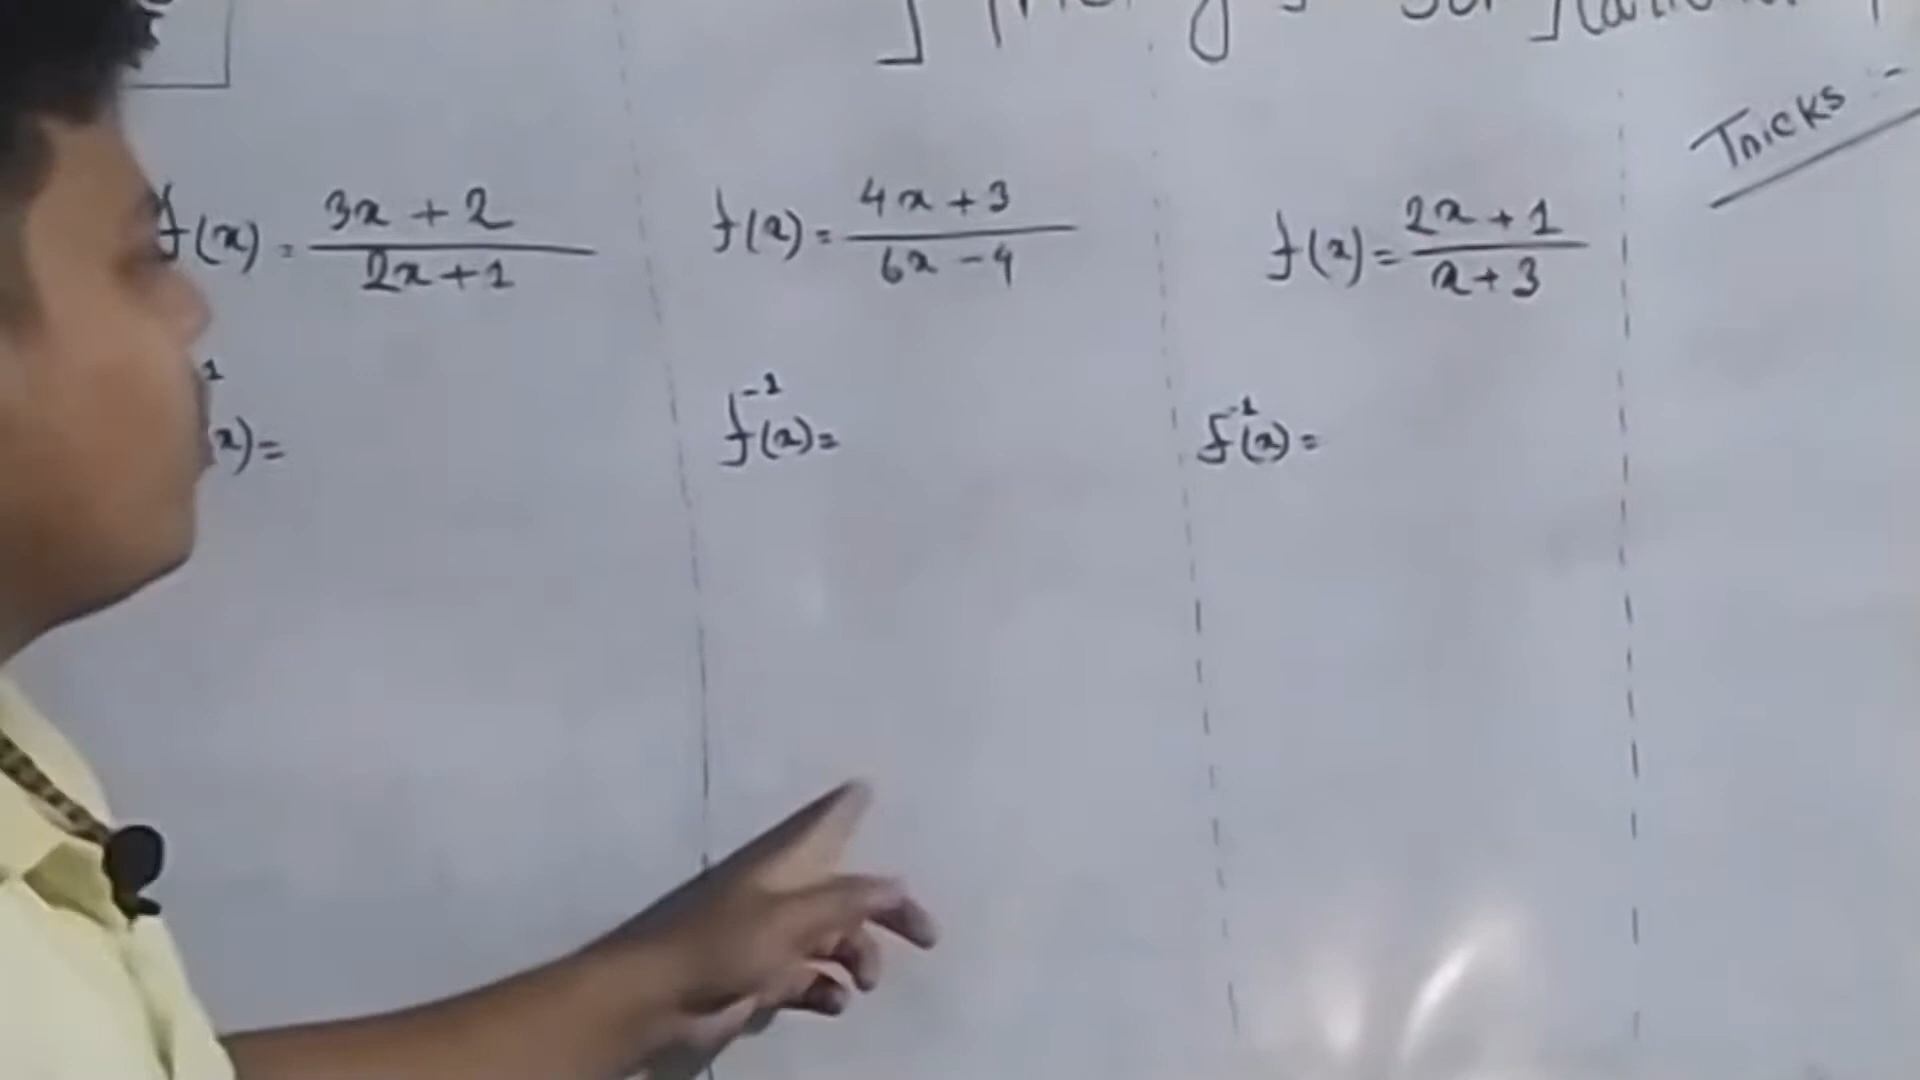 Tricks :-
f(x) = (3x + 2)/(2x + 1)
f(x) = (4x + 3)/(6x - 4)
f(x) = (2x + 1)/(x + 3)
(x) =
f⁻¹(x) =
f⁻¹(x) =